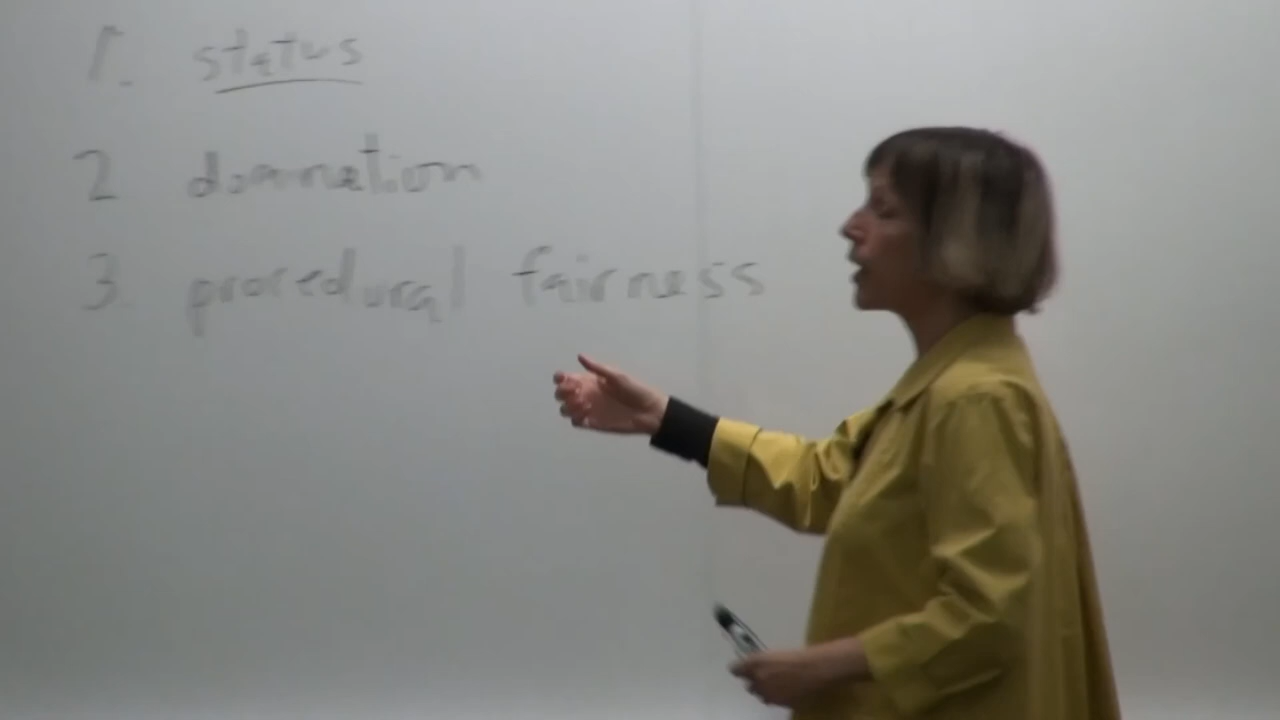 1. status
2 domination
3. procedural fairness